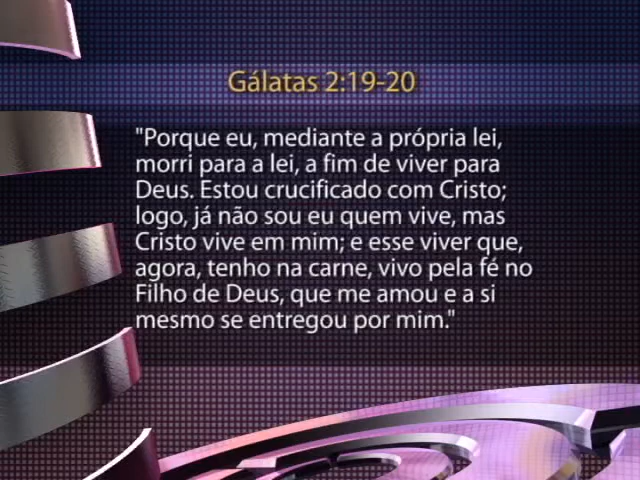 Gálatas 2:19-20
"Porque eu, mediante a própria lei,
morri para a lei, a fim de viver para
Deus. Estou crucificado com Cristo;
logo, já não sou eu quem vive, mas
Cristo vive em mim; e esse viver que,
agora, tenho na carne, vivo pela fé no
Filho de Deus, que me amou e a si
mesmo se entregou por mim."